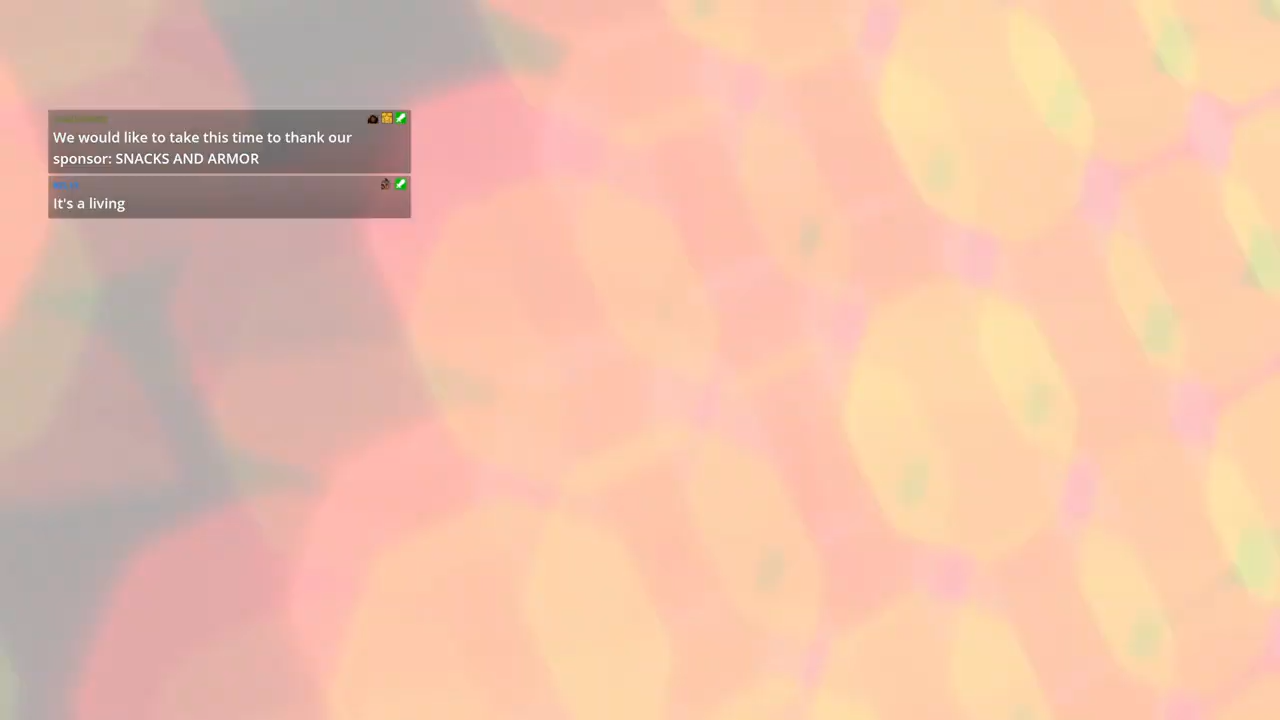 We would like to take this time to thank our
sponsor: SNACKS AND ARMOR
It's a living